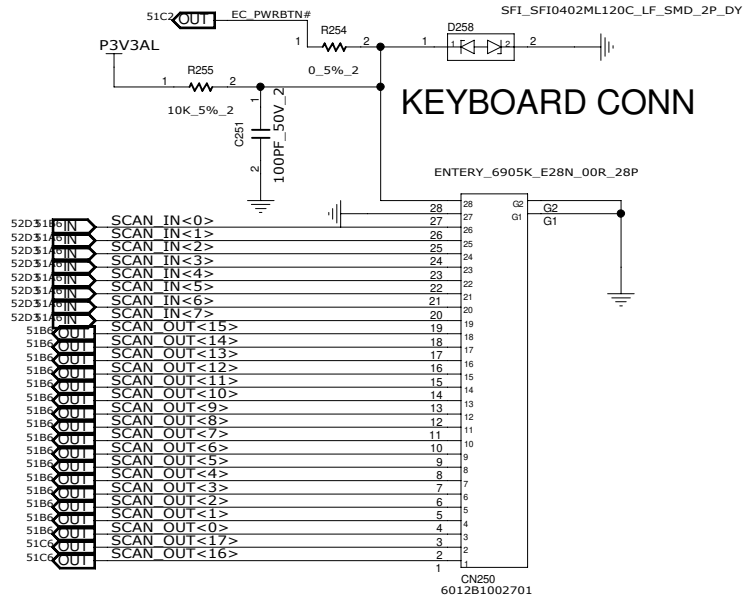 SFI_SFI0402ML120C_LF_SMD_2P_DY
51C2 OUT EC_PWRBTN# R254 D258
1 2 1 1 2 2
P3V3AL 0_5%_2
R255
1 2 1
10K_5%_2 C251 100PF_50V_2
2
KEYBOARD CONN
ENTERY_6905K_E28N_00R_28P
28 28 G2 G2
27 27 G1 G1
IN SCAN_IN<0> 26 26
IN SCAN_IN<1> 25 25
52D3 51A6 IN SCAN_IN<2> 24 24
52D3 51A6 IN SCAN_IN<3> 23 23
52D3 51A6 IN SCAN_IN<4> 22 22
52D3 51A6 IN SCAN_IN<5> 21 21
52D3 51A6 IN SCAN_IN<6> 20 20
52D3 51A6 IN SCAN_IN<7> 19 19
51B6 OUT SCAN_OUT<15> 18 18
51B6 OUT SCAN_OUT<14> 17 17
51B6 OUT SCAN_OUT<13> 16 16
51B6 OUT SCAN_OUT<12> 15 15
51B6 OUT SCAN_OUT<11> 14 14
51B6 OUT SCAN_OUT<10> 13 13
51B6 OUT SCAN_OUT<9> 12 12
51B6 OUT SCAN_OUT<8> 11 11
51B6 OUT SCAN_OUT<7> 10 10
51B6 OUT SCAN_OUT<6> 9 9
51B6 OUT SCAN_OUT<5> 8 8
51B6 OUT SCAN_OUT<4> 7 7
51B6 OUT SCAN_OUT<3> 6 6
51B6 OUT SCAN_OUT<2> 5 5
51B6 OUT SCAN_OUT<1> 4 4
51B6 OUT SCAN_OUT<0> 3 3
51C6 OUT SCAN_OUT<17> 2 2
51C6 OUT SCAN_OUT<16> 1 1
CN250
6012B1002701